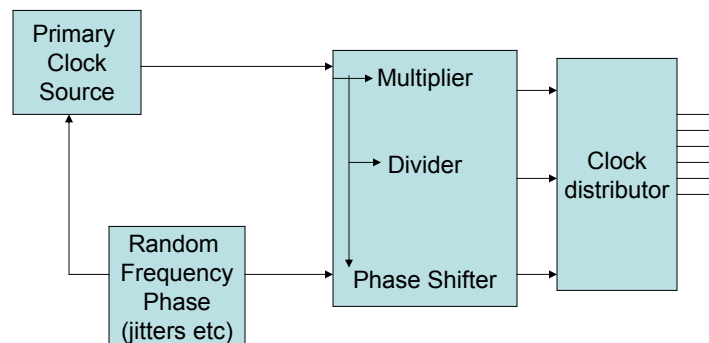 Primary
Clock
Source
Multiplier
Divider
Phase Shifter
Clock
distributor
Random
Frequency
Phase
(jitters etc)